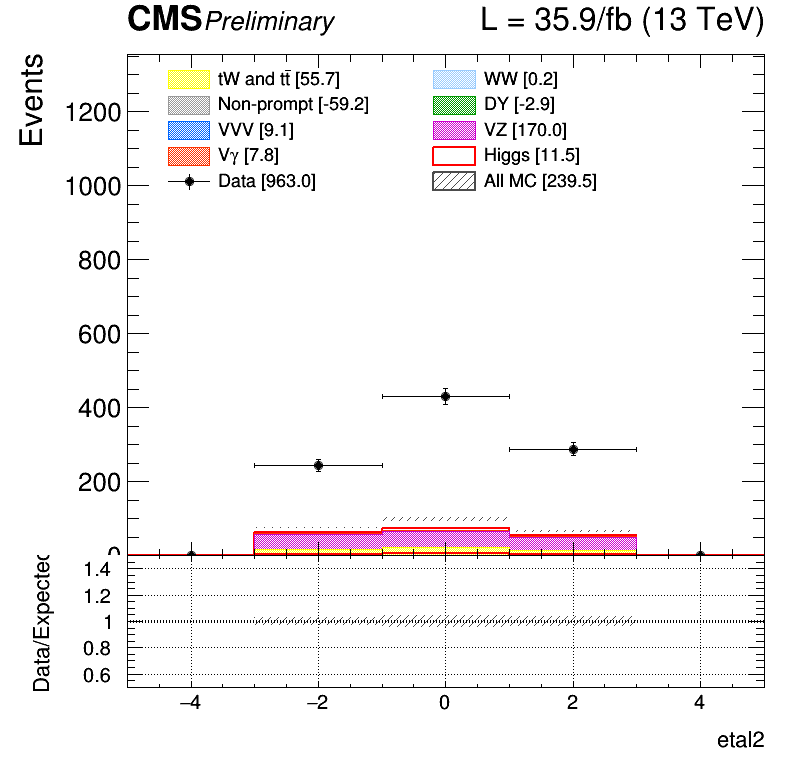 CMS Preliminary L = 35.9/fb (13 TeV)
Events
tW and tt̄ [55.7] WW [0.2]
Non-prompt [-59.2] DY [-2.9]
VVV [9.1] VZ [170.0]
Vγ [7.8] Higgs [11.5]
Data [963.0] All MC [239.5]
1200
1000
800
600
400
200
0
Data/Expected
1.4
1.2
1
0.8
0.6
−4 −2 0 2 4
etal2